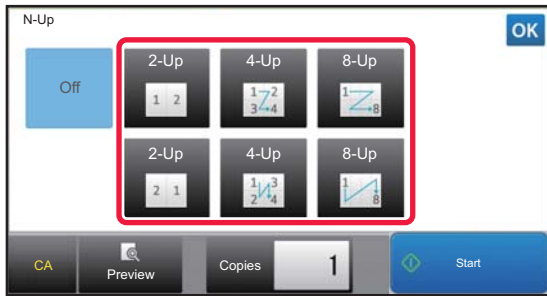 N-Up
OK
Off
2-Up
4-Up
8-Up
1 2
1 2
3 4
1
8
2-Up
4-Up
8-Up
2 1
1 3
2 4
1
8
CA
Preview
Copies
1
Start